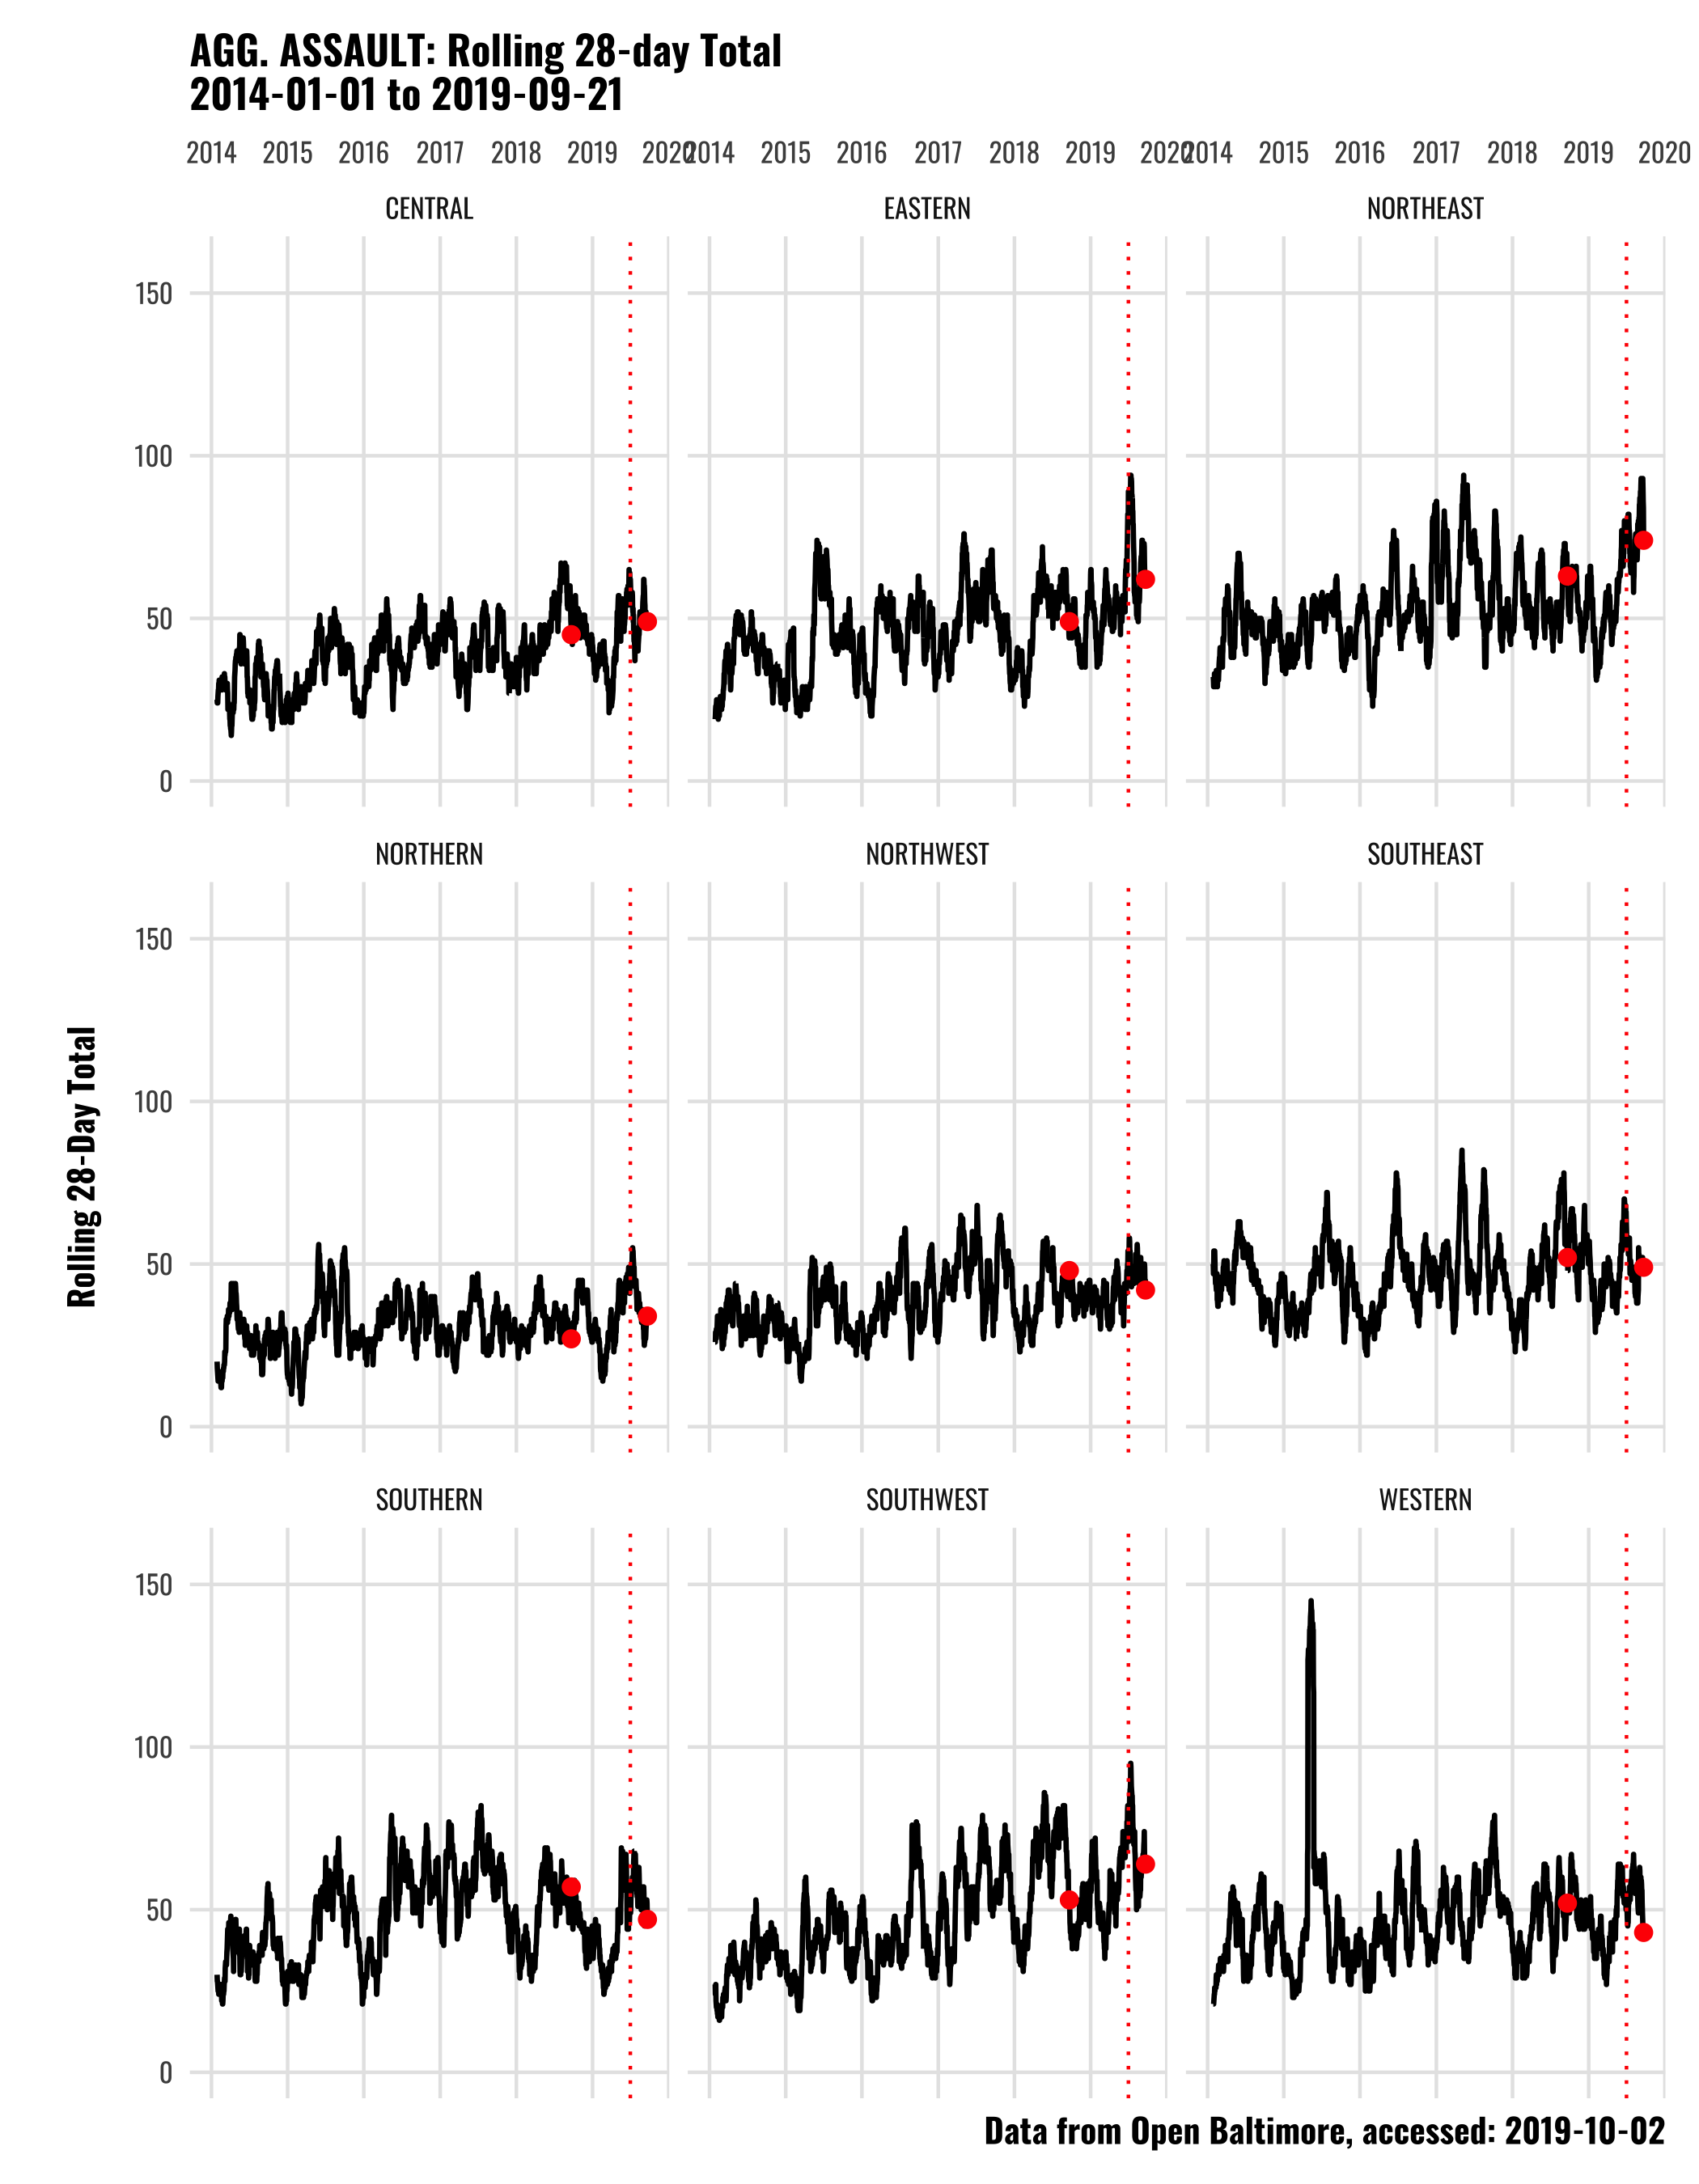 AGG. ASSAULT: Rolling 28-day Total
2014-01-01 to 2019-09-21
2014 2015 2016 2017 2018 2019 2020 2014 2015 2016 2017 2018 2019 2020 2014 2015 2016 2017 2018 2019 2020
CENTRAL EASTERN NORTHEAST
150
100
50
0
NORTHERN NORTHWEST SOUTHEAST
150
100
50
0
Rolling 28-Day Total
SOUTHERN SOUTHWEST WESTERN
150
100
50
0
Data from Open Baltimore, accessed: 2019-10-02